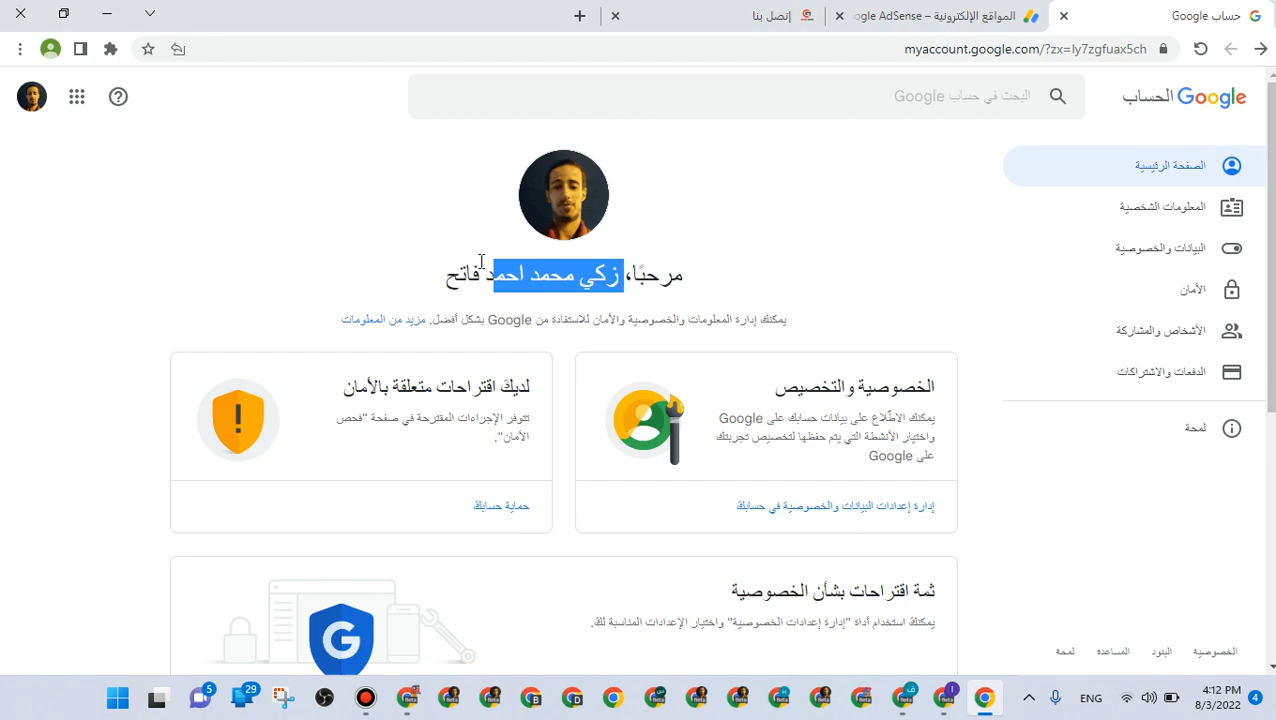 حساب Google
المواقع الإلكترونية – ogle AdSense
إتصل بنا
myaccount.google.com/?zx=ly7zgfuax5ch
الحساب Google
البحث في حساب Google
الصفحة الرئيسية
المعلومات الشخصية
البيانات والخصوصية
الأمان
الأشخاص والمشاركة
الدفعات والاشتراكات
لمحة
مرحبًا، زكي محمد احمد فاتح
يمكنك إدارة المعلومات والخصوصية والأمان للاستفادة من Google بشكل أفضل. مزيد من المعلومات
الخصوصية والتخصيص
يمكنك الاطّلاع على بيانات حسابك على Google
واختيار الأنشطة التي يتم حفظها لتخصيص تجربتك
على Google
إدارة إعدادات البيانات والخصوصية في حسابك
لديك اقتراحات متعلقة بالأمان
تتوفر الإجراءات المقترحة في صفحة "فحص
الأمان".
حماية حسابك
ثمة اقتراحات بشأن الخصوصية
يمكنك استخدام أداة "إدارة إعدادات الخصوصية" واختيار الإعدادات المناسبة لك.
G
الخصوصية البنود المساعدة لمحة
5
29
ENG
4:12 PM
8/3/2022
4